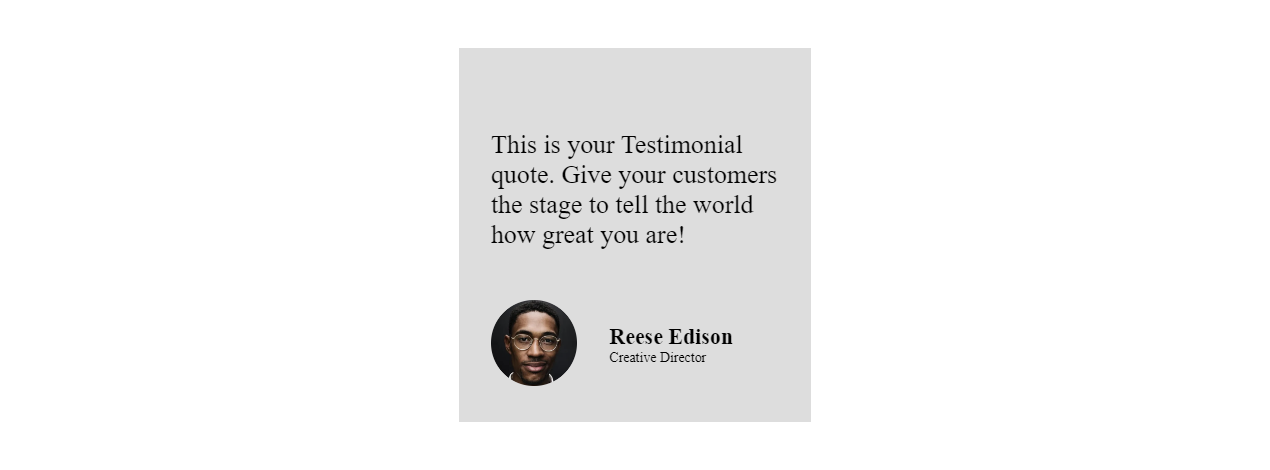 This is your Testimonial
quote. Give your customers
the stage to tell the world
how great you are!
Reese Edison
Creative Director